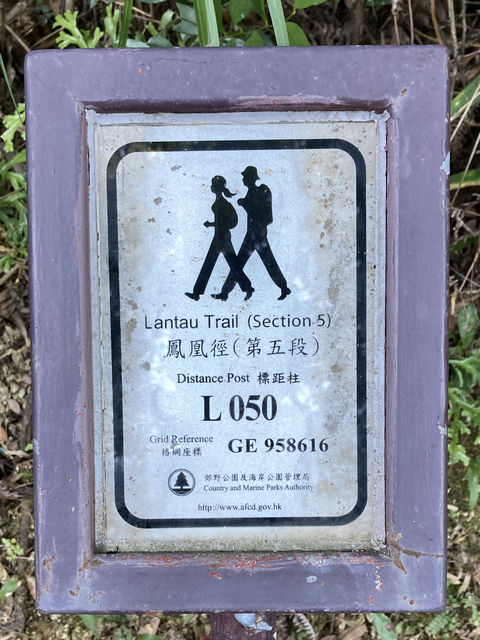 Lantau Trail (Section 5)
鳳凰徑(第五段)
Distance Post 標距柱
L 050
Grid Reference
格網座標
GE 958616
郊野公園及海岸公園管理局
Country and Marine Parks Authority
http://www.afcd.gov.hk